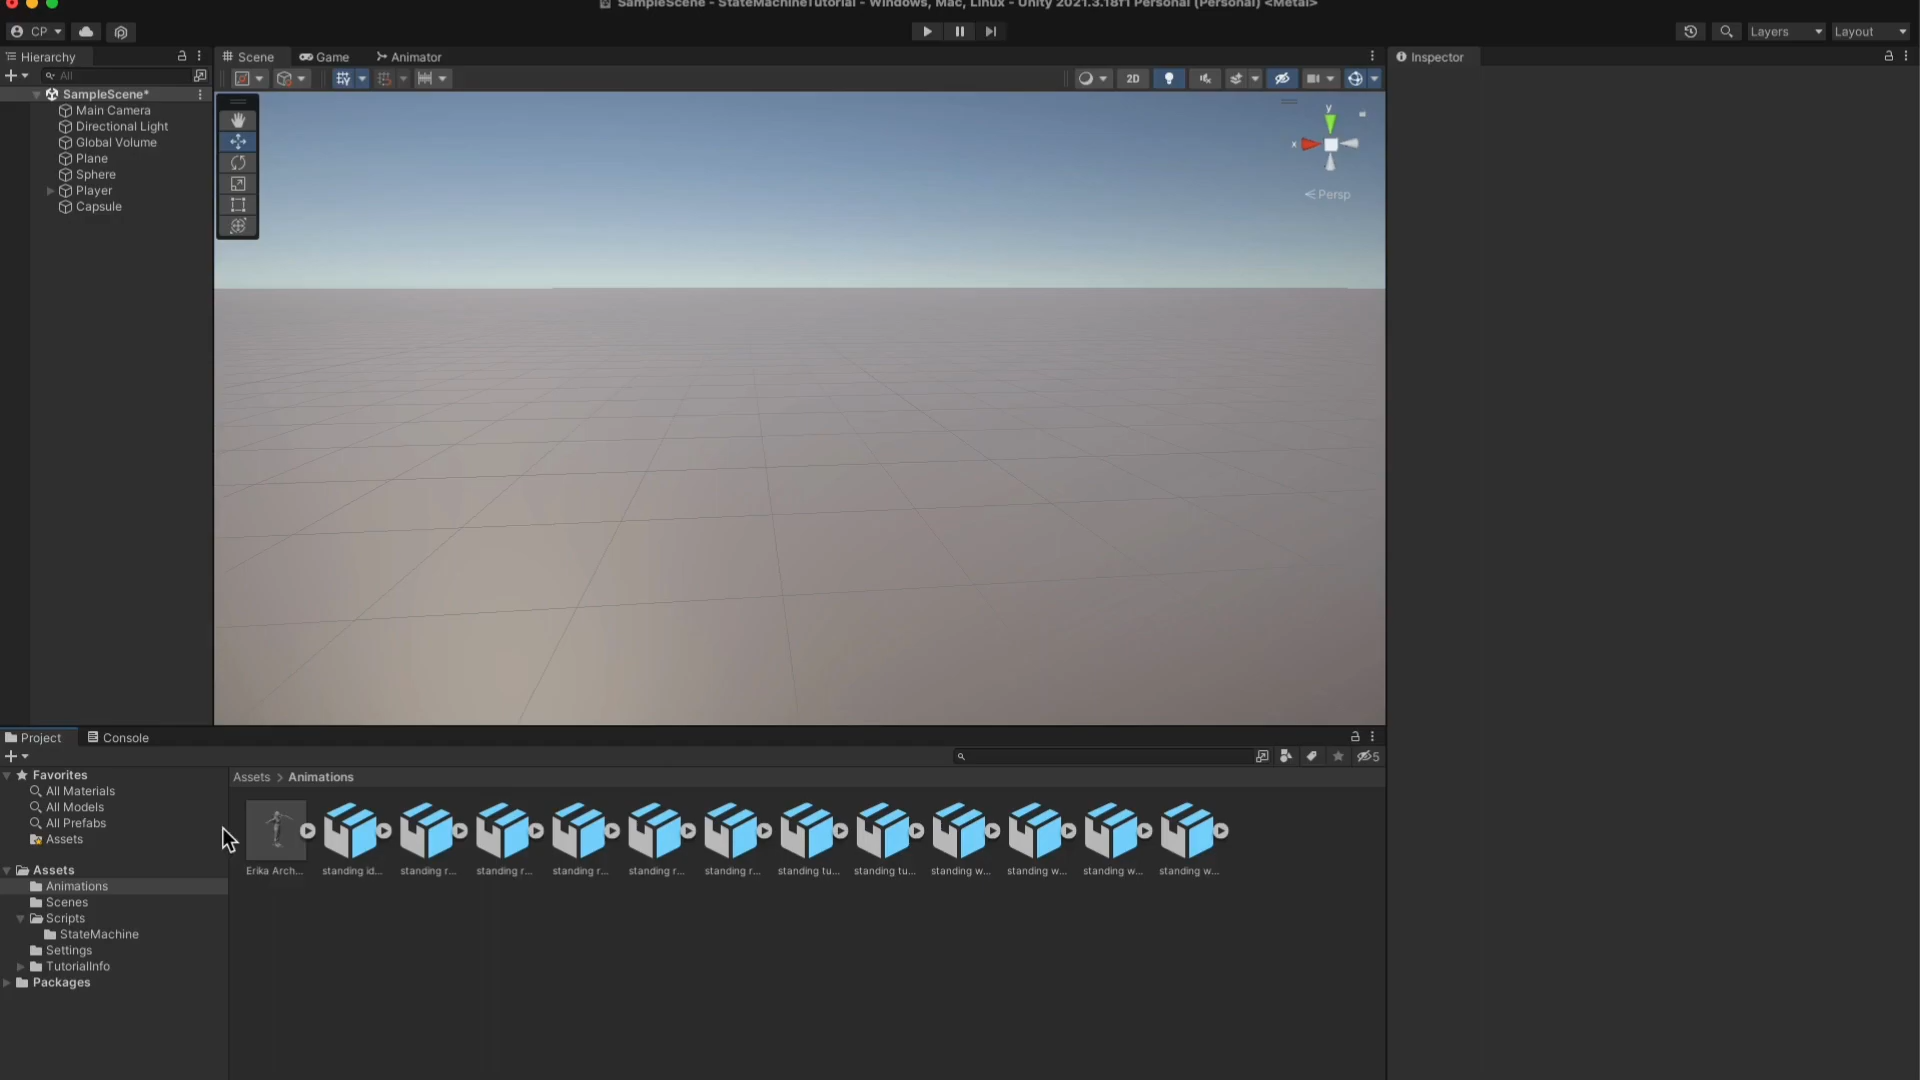 SampleScene - StateMachineTutorial - Windows, Mac, Linux - Unity 2021.3.18f1 Personal (Personal) <Metal>
CP
Layers
Layout
Hierarchy
Scene
Game
Animator
Inspector
All
2D
SampleScene*
Main Camera
Directional Light
Global Volume
Plane
Sphere
Player
Capsule
y
x
Persp
Project
Console
5
Favorites
All Materials
All Models
All Prefabs
Assets
Assets
Animations
Scenes
Scripts
StateMachine
Settings
TutorialInfo
Packages
Assets > Animations
Erika Arch...
standing id...
standing r...
standing r...
standing r...
standing r...
standing r...
standing tu...
standing tu...
standing w...
standing w...
standing w...
standing w...